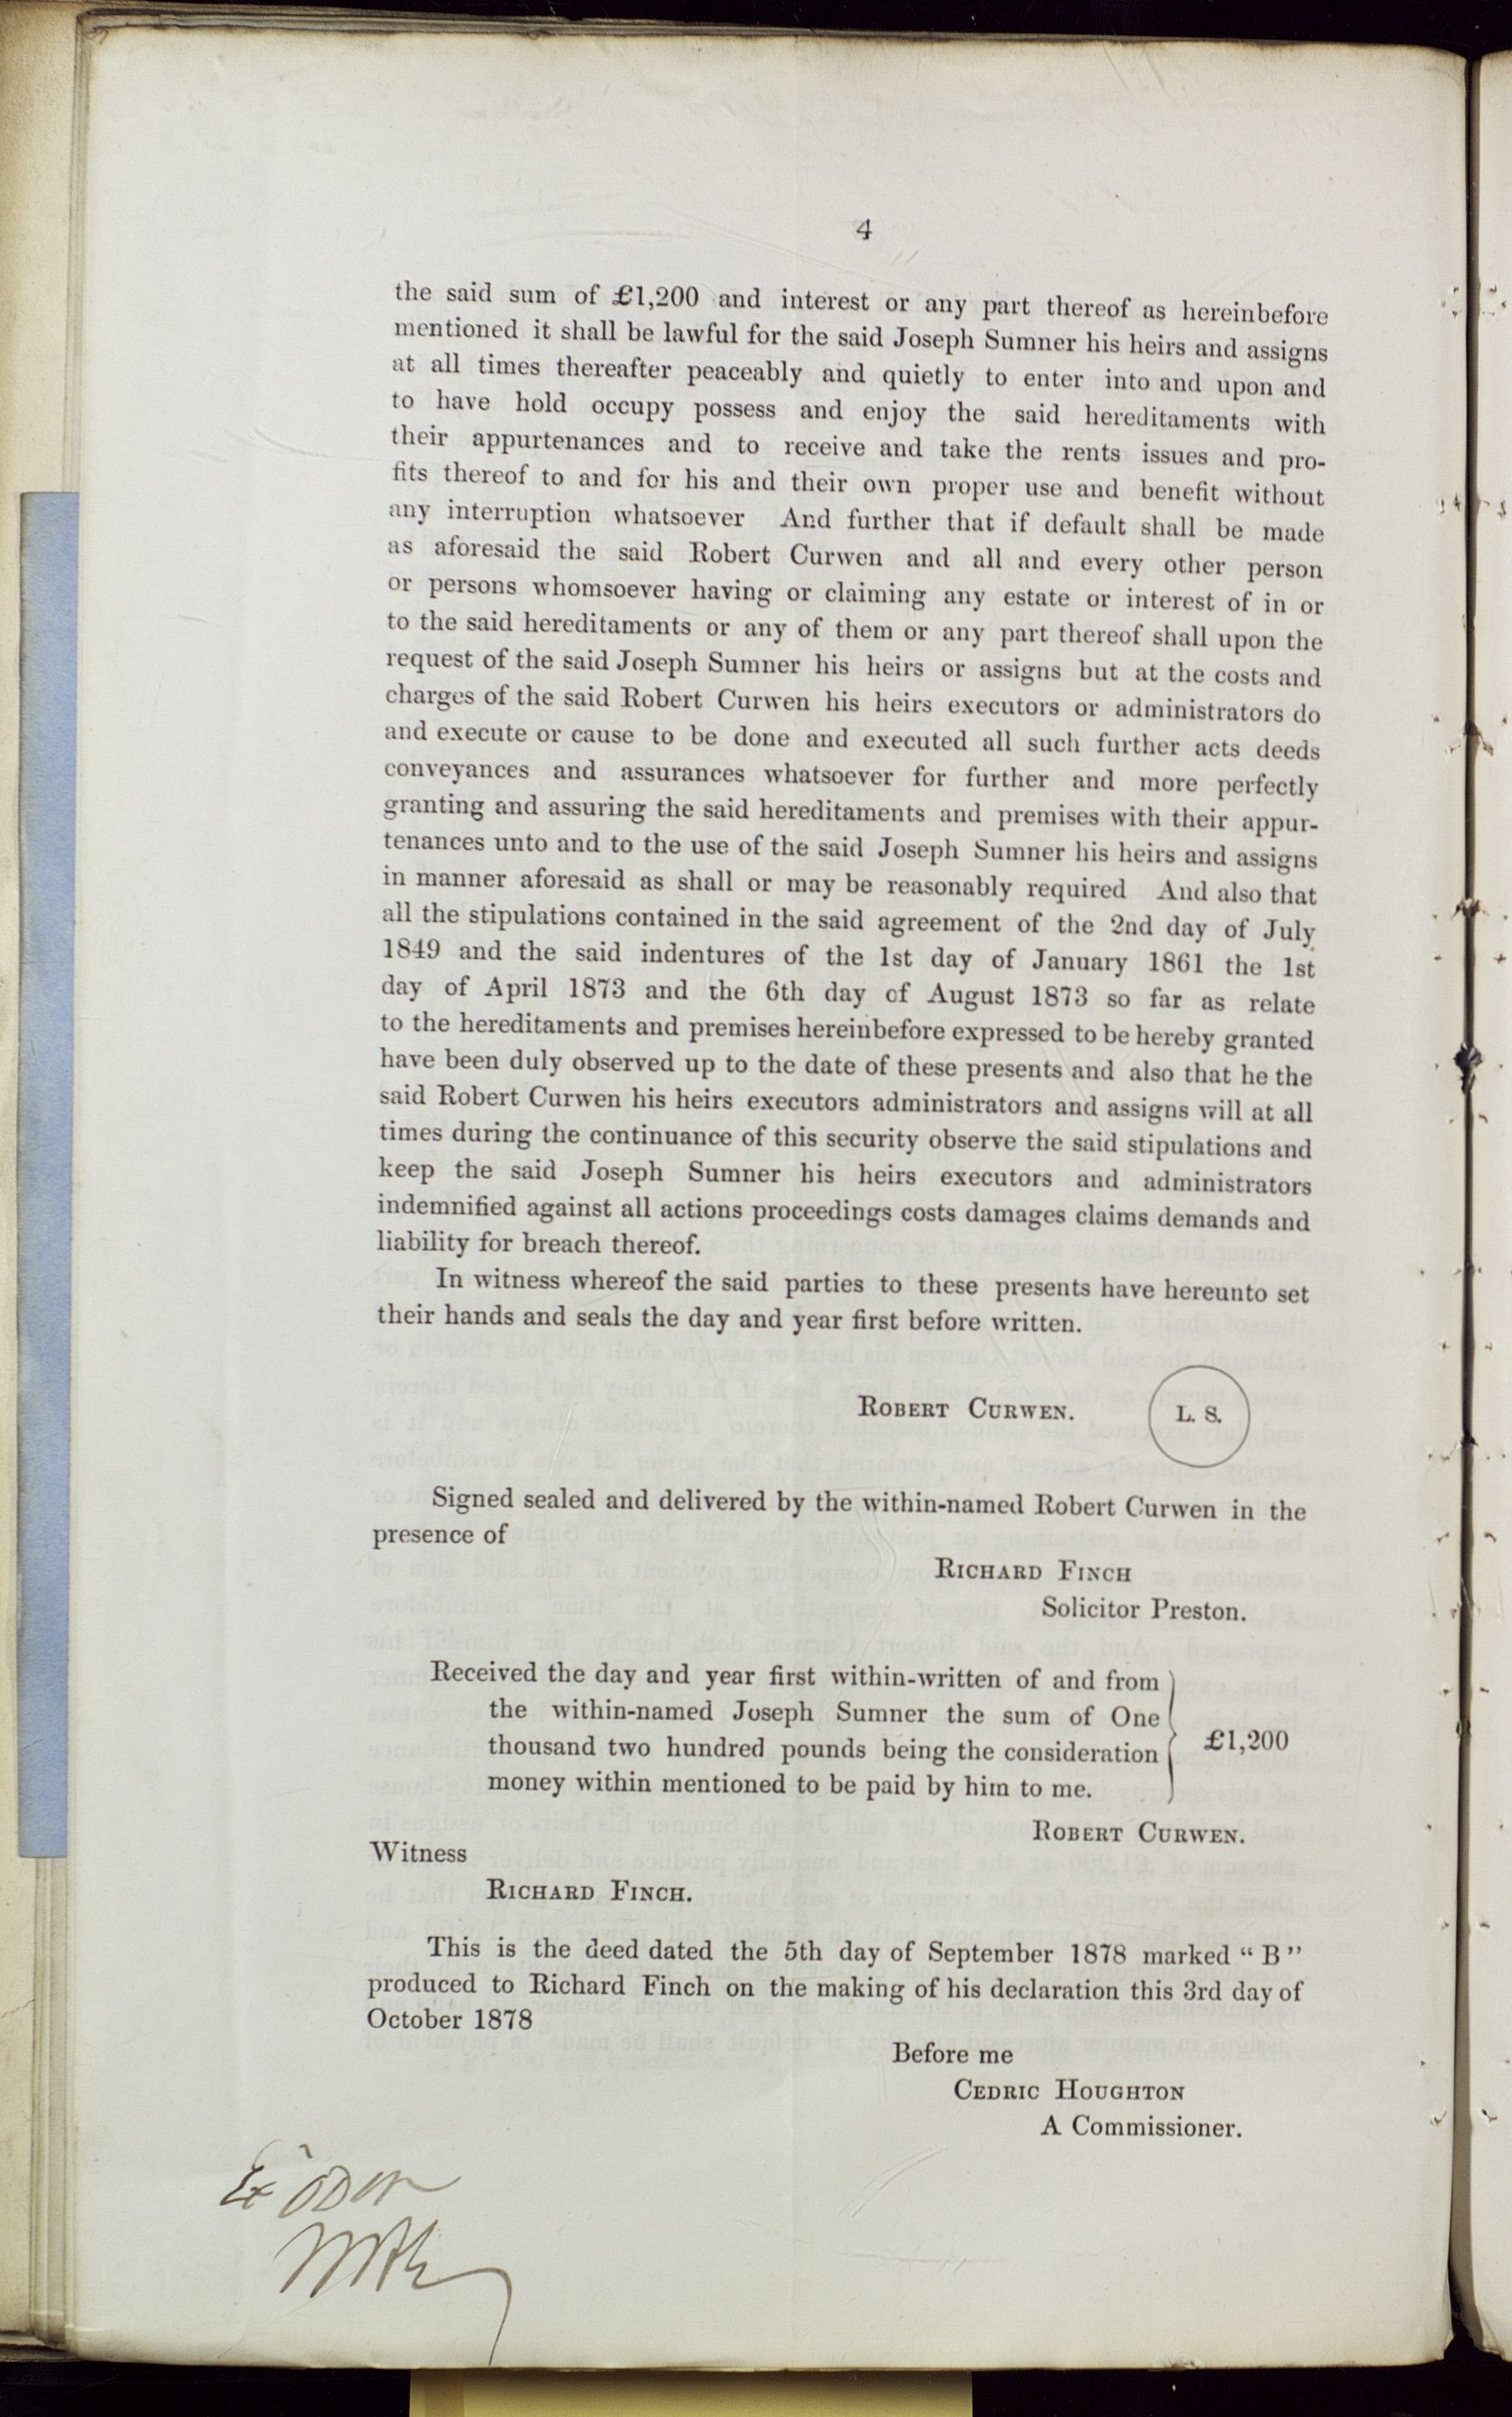 4
the said sum of £1,200 and interest or any part thereof as hereinbefore
mentioned it shall be lawful for the said Joseph Sumner his heirs and assigns
at all times thereafter peaceably and quietly to enter into and upon and
to have hold occupy possess and enjoy the said hereditaments with
their appurtenances and to receive and take the rents issues and pro-
fits thereof to and for his and their own proper use and benefit without
any interruption whatsoever And further that if default shall be made
as aforesaid the said Robert Curwen and all and every other person
or persons whomsoever having or claiming any estate or interest of in or
to the said hereditaments or any of them or any part thereof shall upon the
request of the said Joseph Sumner his heirs or assigns but at the costs and
charges of the said Robert Curwen his heirs executors or administrators do
and execute or cause to be done and executed all such further acts deeds
conveyances and assurances whatsoever for further and more perfectly
granting and assuring the said hereditaments and premises with their appur-
tenances unto and to the use of the said Joseph Sumner his heirs and assigns
in manner aforesaid as shall or may be reasonably required And also that
all the stipulations contained in the said agreement of the 2nd day of July
1849 and the said indentures of the 1st day of January 1861 the 1st
day of April 1873 and the 6th day of August 1873 so far as relate
to the hereditaments and premises hereinbefore expressed to be hereby granted
have been duly observed up to the date of these presents and also that he the
said Robert Curwen his heirs executors administrators and assigns will at all
times during the continuance of this security observe the said stipulations and
keep the said Joseph Sumner his heirs executors and administrators
indemnified against all actions proceedings costs damages claims demands and
liability for breach thereof.
In witness whereof the said parties to these presents have hereunto set
their hands and seals the day and year first before written.
ROBERT CURWEN. L. S.
Signed sealed and delivered by the within-named Robert Curwen in the
presence of
RICHARD FINCH
Solicitor Preston.
Received the day and year first within-written of and from
the within-named Joseph Sumner the sum of One
thousand two hundred pounds being the consideration
money within mentioned to be paid by him to me.
£1,200
ROBERT CURWEN.
Witness
RICHARD FINCH.
This is the deed dated the 5th day of September 1878 marked “ B ”
produced to Richard Finch on the making of his declaration this 3rd day of
October 1878
Before me
CEDRIC HOUGHTON
A Commissioner.